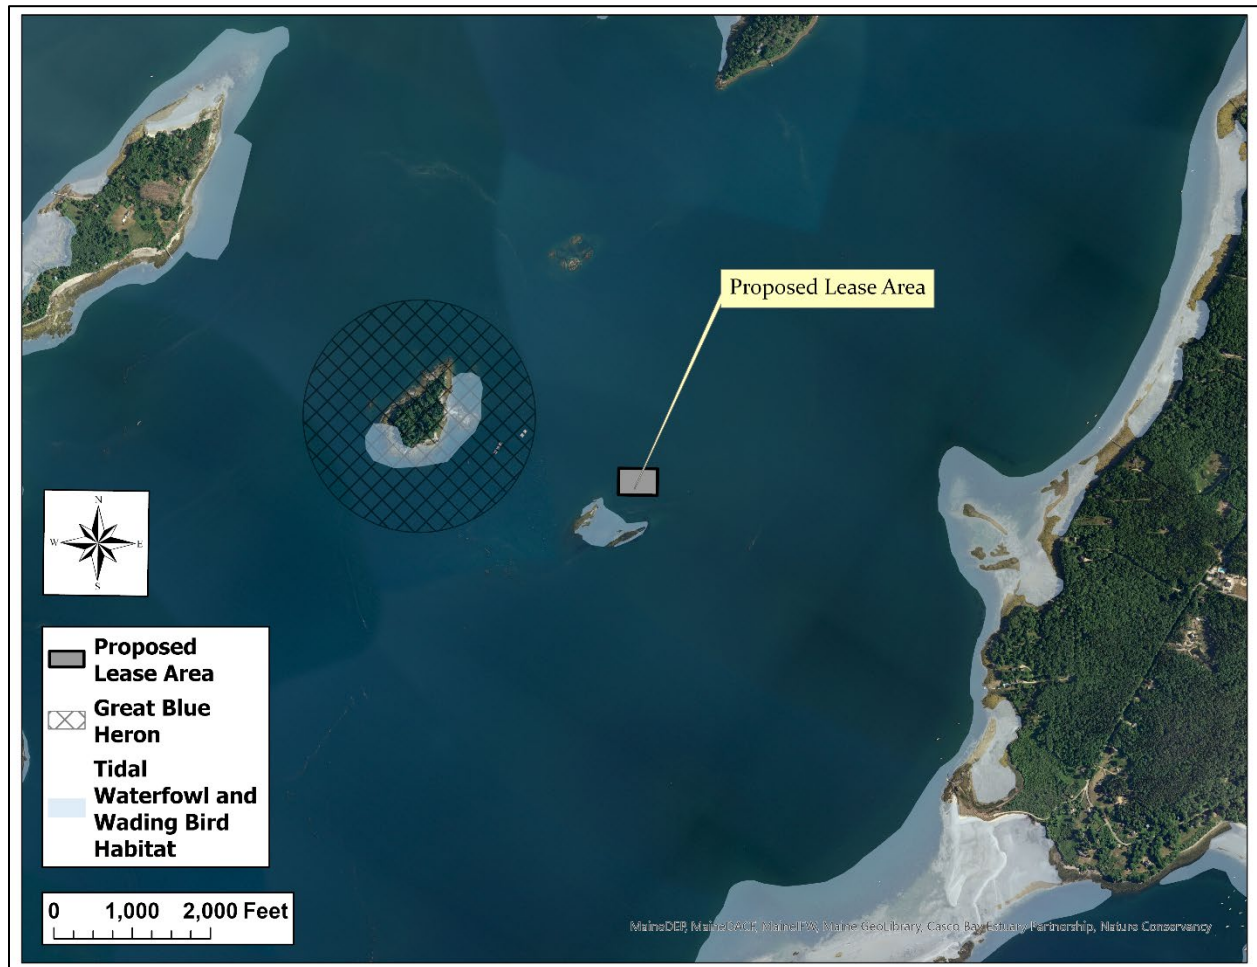 Proposed Lease Area
N
W
E
S
Proposed
Lease Area
Great Blue
Heron
Tidal
Waterfowl and
Wading Bird
Habitat
0 1,000 2,000 Feet
MaineDEP, MaineDACF, MaineIFW, Maine GeoLibrary, Casco Bay Estuary Partnership, Nature Conservancy